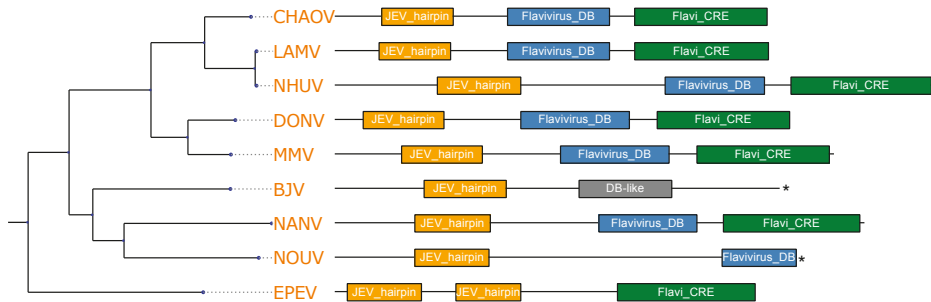 CHAOV JEV_hairpin Flavivirus_DB Flavi_CRE
LAMV JEV_hairpin Flavivirus_DB Flavi_CRE
NHUV JEV_hairpin Flavivirus_DB Flavi_CRE
DONV JEV_hairpin Flavivirus_DB Flavi_CRE
MMV JEV_hairpin Flavivirus_DB Flavi_CRE
BJV JEV_hairpin DB-like *
NANV JEV_hairpin Flavivirus_DB Flavi_CRE
NOUV JEV_hairpin Flavivirus_DB *
EPEV JEV_hairpin JEV_hairpin Flavi_CRE